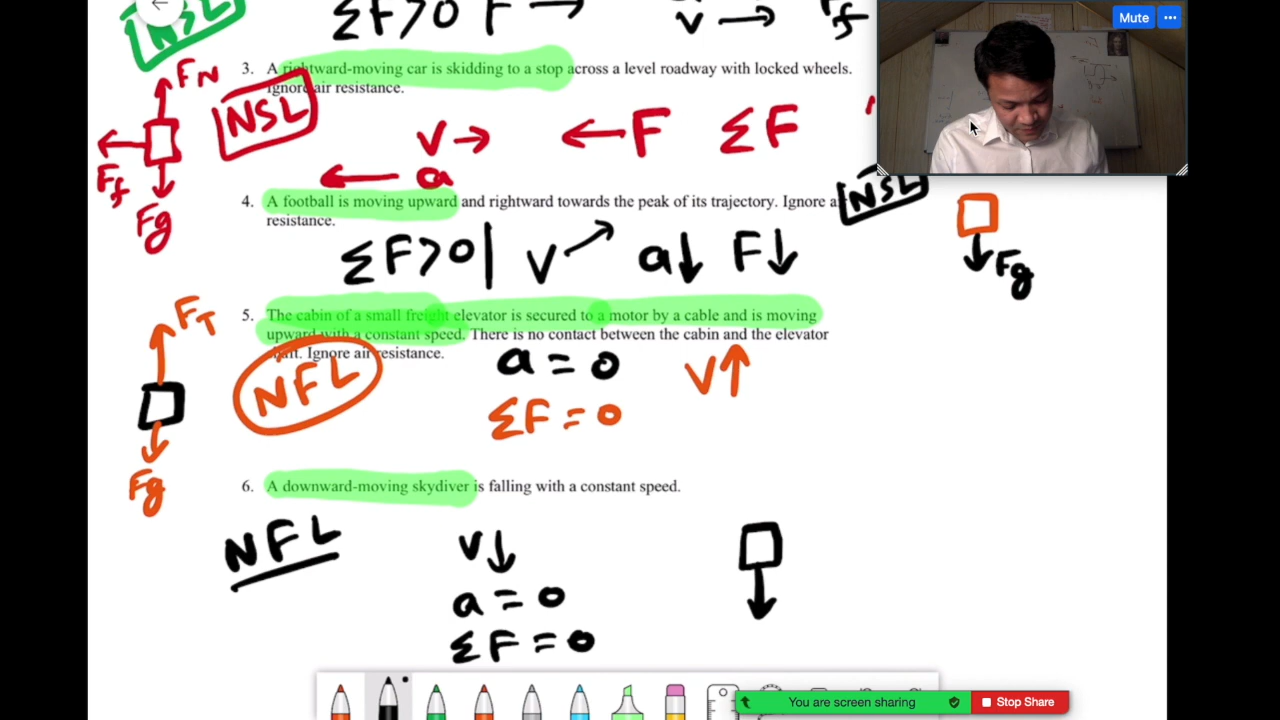 NSL
ΣF>0 F →
v →
Ff
Mute
3. A rightward-moving car is skidding to a stop across a level roadway with locked wheels.
Ignore air resistance.
FN
NSL
Ff
Fg
V →
← F
ΣF
← a
4. A football is moving upward and rightward towards the peak of its trajectory. Ignore a
resistance.
NSL
ΣF>0| V ↗ a↓ F↓
Fg
5. The cabin of a small freight elevator is secured to a motor by a cable and is moving
upward with a constant speed. There is no contact between the cabin and the elevator
Ignore air resistance.
FT
NFL
Fg
a = 0
V↑
ΣF = 0
6. A downward-moving skydiver is falling with a constant speed.
NFL
V↓
a = 0
ΣF = 0
You are screen sharing
Stop Share